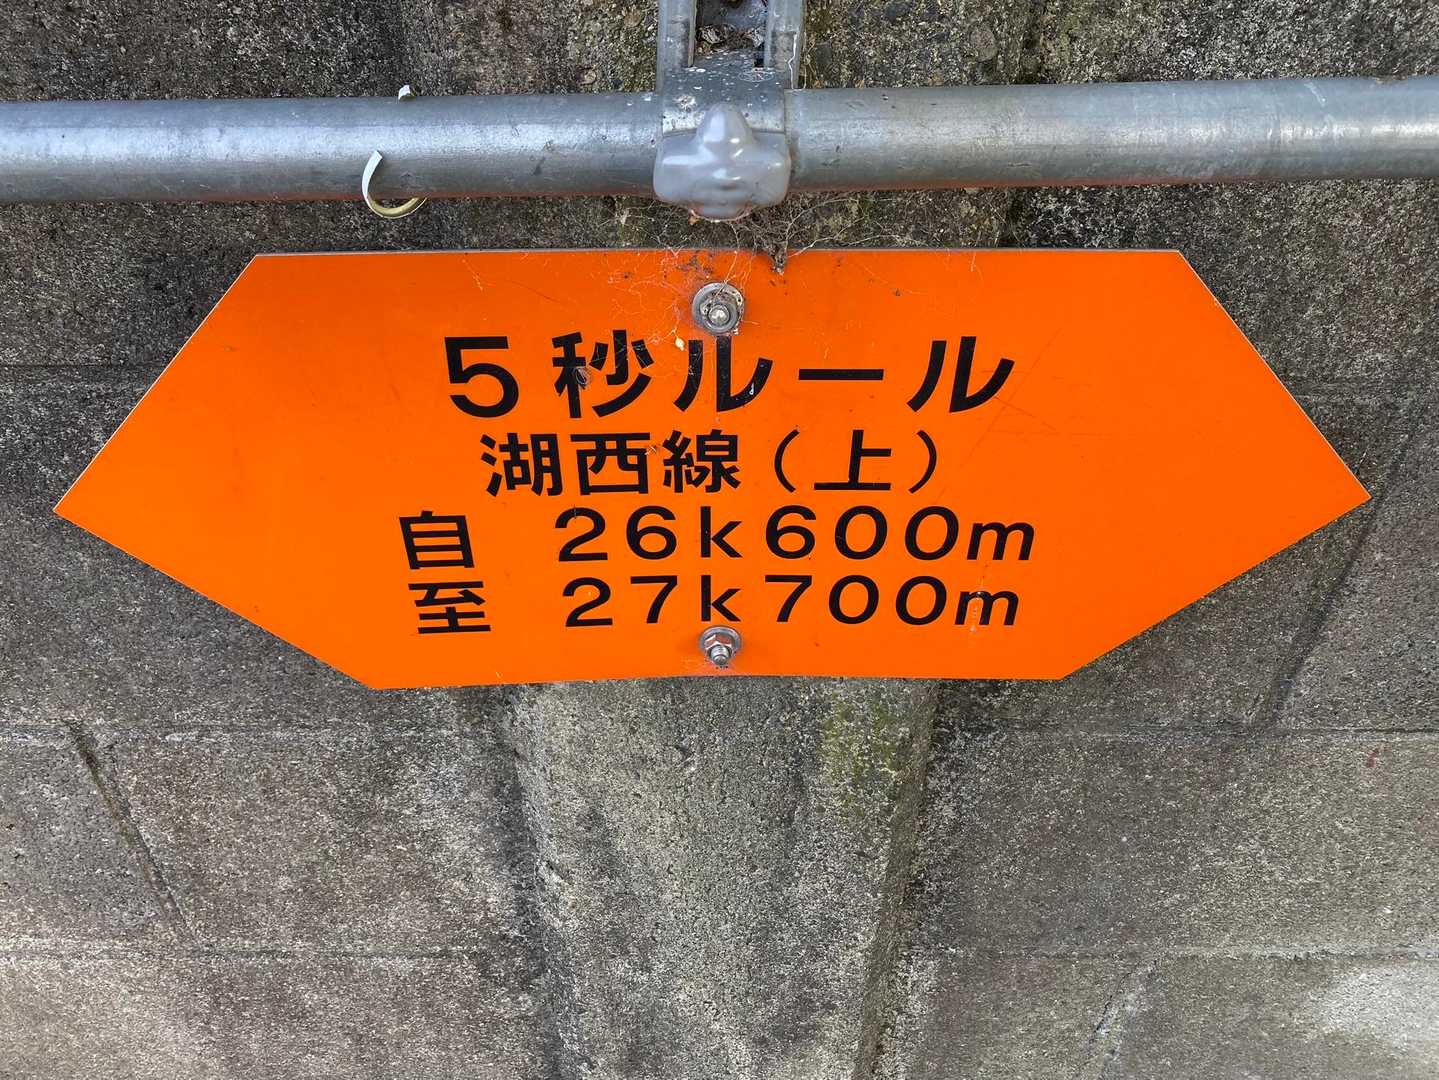 5秒ルール
湖西線（上）
自　26k600m
至　27k700m